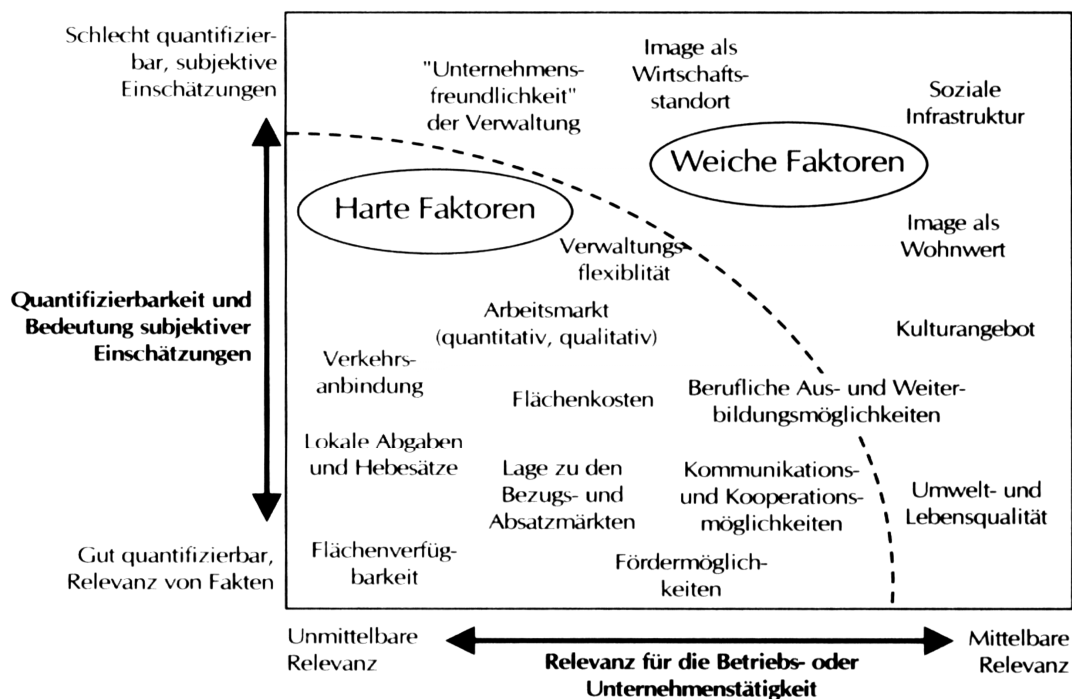 Schlecht quantifizier-
bar, subjektive
Einschätzungen
Quantifizierbarkeit und
Bedeutung subjektiver
Einschätzungen
Gut quantifizierbar,
Relevanz von Fakten
"Unternehmens-
freundlichkeit"
der Verwaltung
Image als
Wirtschafts-
standort
Soziale
Infrastruktur
Weiche Faktoren
Harte Faktoren
Image als
Wohnwert
Verwaltungs-
flexiblität
Arbeitsmarkt
(quantitativ, qualitativ)
Kulturangebot
Verkehrs-
anbindung
Flächenkosten
Berufliche Aus- und Weiter-
bildungsmöglichkeiten
Lokale Abgaben
und Hebesätze
Lage zu den
Bezugs- und
Absatzmärkten
Kommunikations-
und Kooperations-
möglichkeiten
Umwelt- und
Lebensqualität
Flächenverfüg-
barkeit
Fördermöglich-
keiten
Unmittelbare
Relevanz
Relevanz für die Betriebs- oder
Unternehmenstätigkeit
Mittelbare
Relevanz